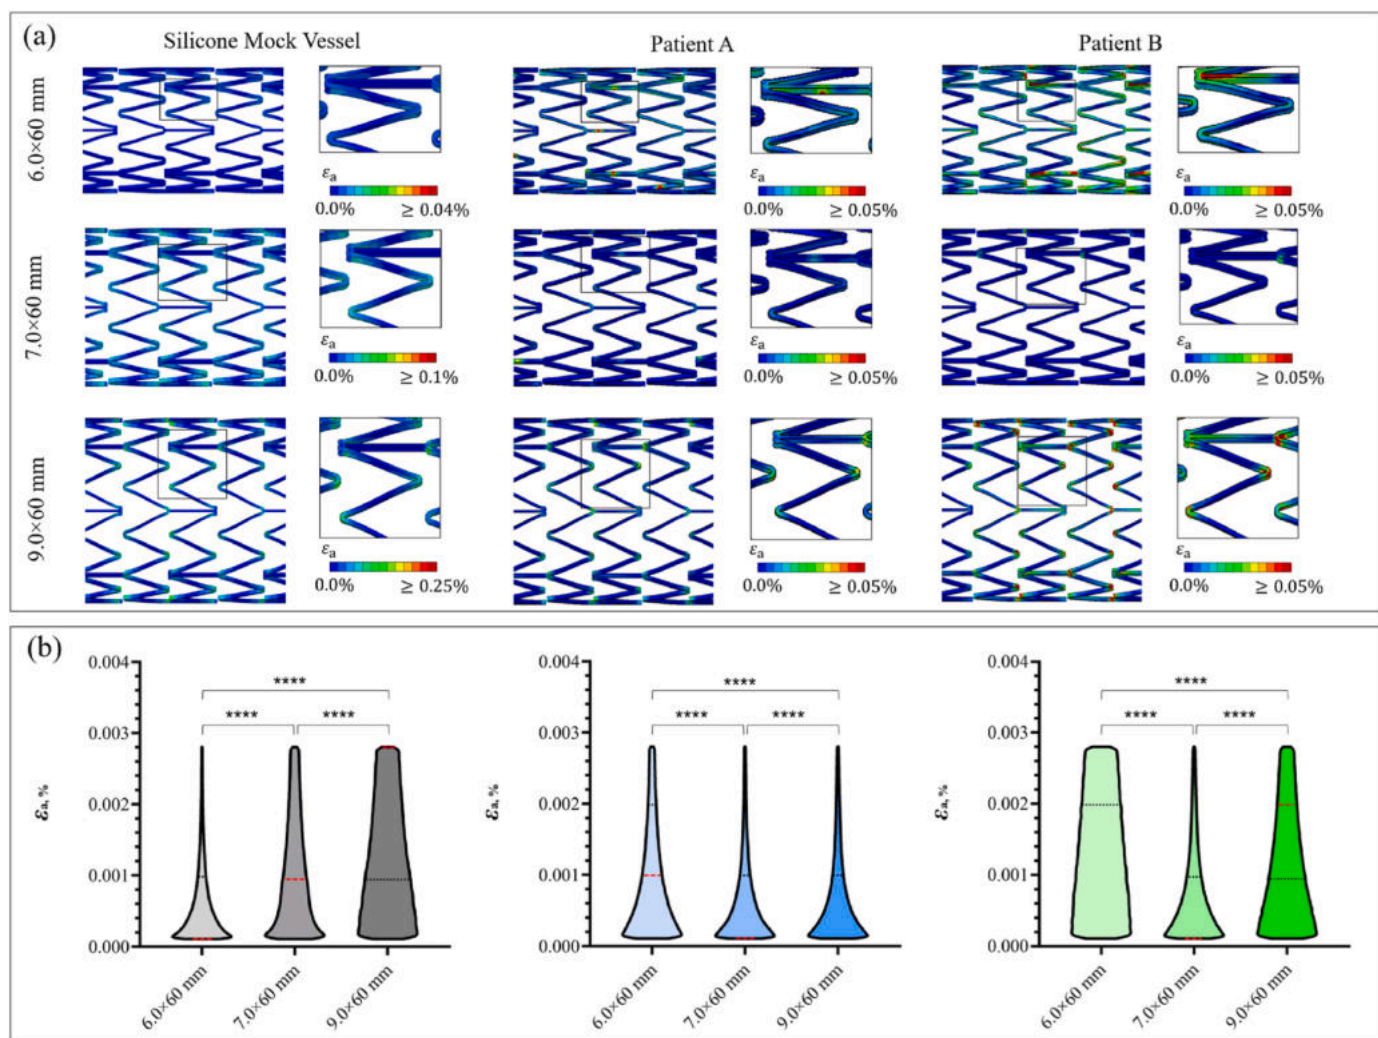 (a)
Silicone Mock Vessel
Patient A
Patient B
6.0×60 mm
εa
0.0% ≥ 0.04%
εa
0.0% ≥ 0.05%
εa
0.0% ≥ 0.05%
7.0×60 mm
εa
0.0% ≥ 0.1%
εa
0.0% ≥ 0.05%
εa
0.0% ≥ 0.05%
9.0×60 mm
εa
0.0% ≥ 0.25%
εa
0.0% ≥ 0.05%
εa
0.0% ≥ 0.05%
(b)
εa, %
0.004
0.003
0.002
0.001
0.000
****
**** ****
6.0×60 mm
7.0×60 mm
9.0×60 mm
εa, %
0.004
0.003
0.002
0.001
0.000
****
**** ****
6.0×60 mm
7.0×60 mm
9.0×60 mm
εa, %
0.004
0.003
0.002
0.001
0.000
****
**** ****
6.0×60 mm
7.0×60 mm
9.0×60 mm